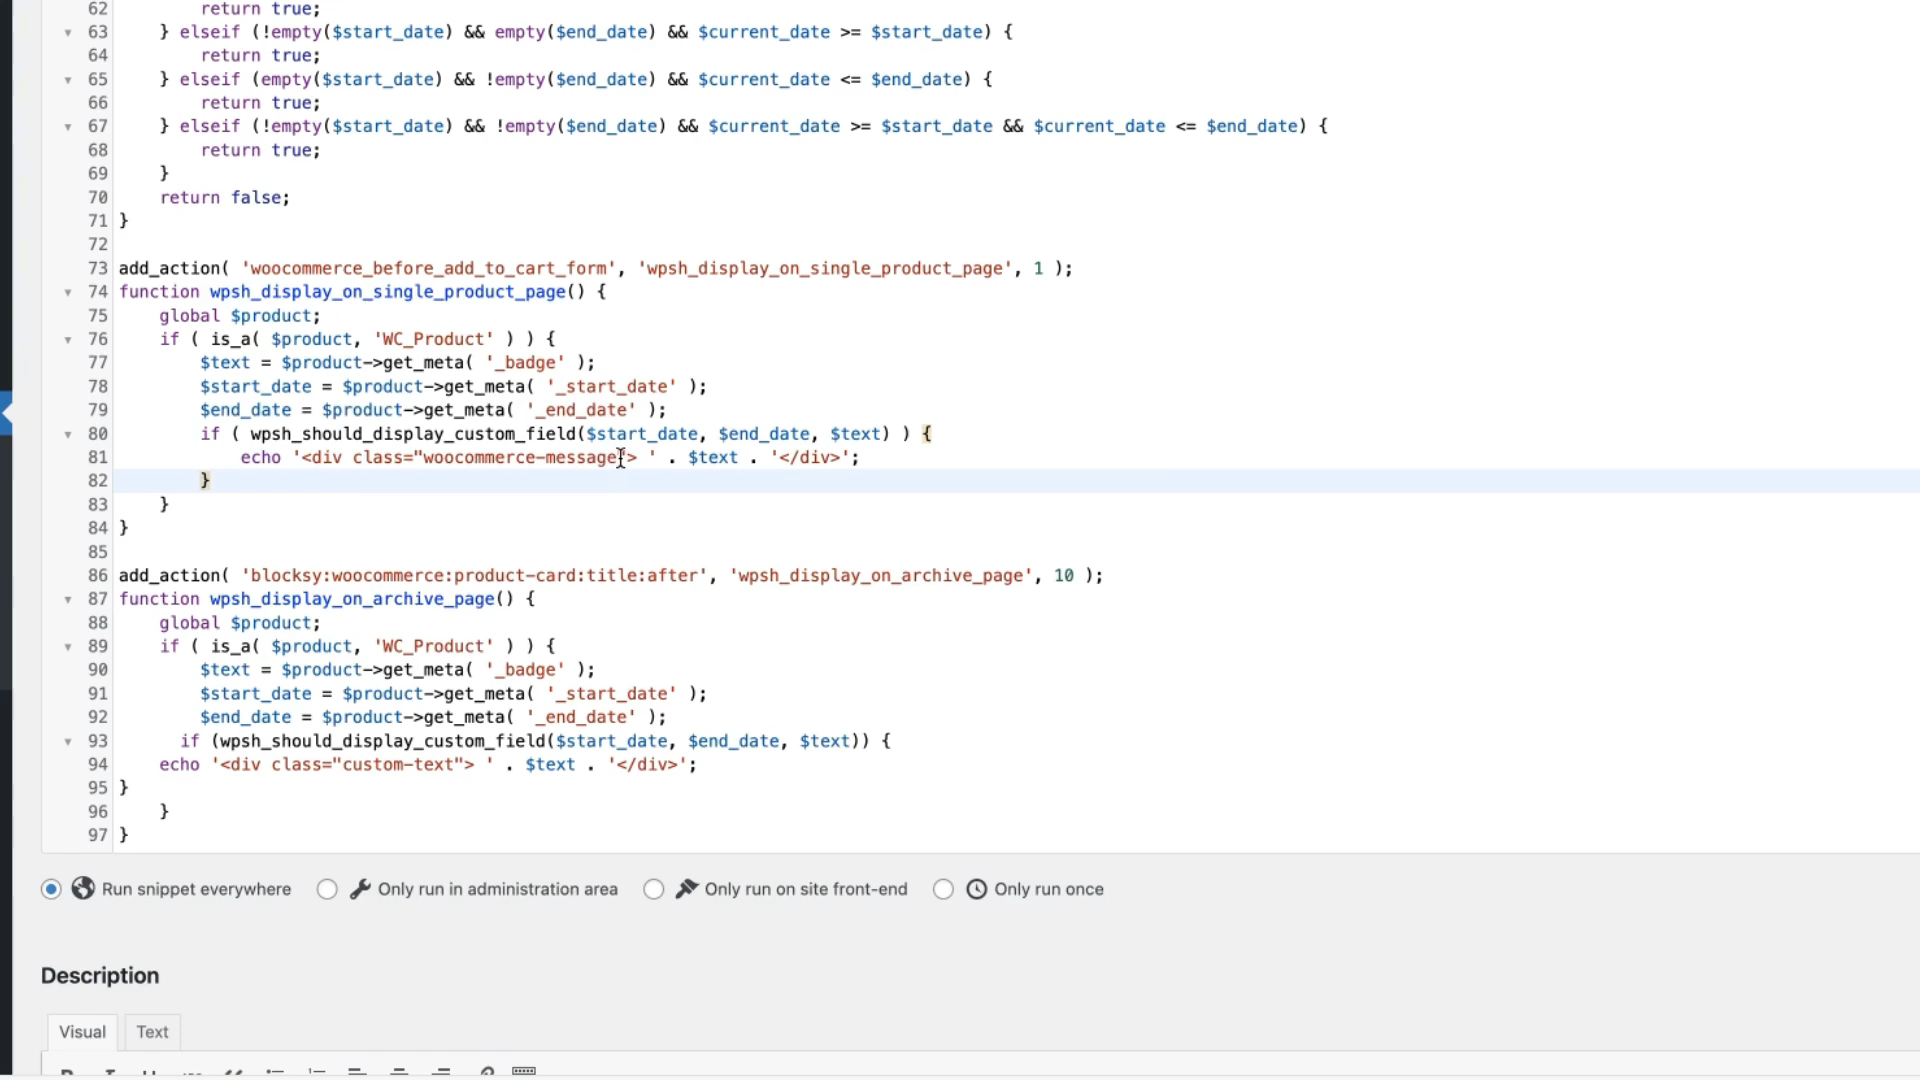 62 return true;
63 } elseif (!empty($start_date) && empty($end_date) && $current_date >= $start_date) {
64 return true;
65 } elseif (empty($start_date) && !empty($end_date) && $current_date <= $end_date) {
66 return true;
67 } elseif (!empty($start_date) && !empty($end_date) && $current_date >= $start_date && $current_date <= $end_date) {
68 return true;
69 }
70 return false;
71 }
72
73 add_action( 'woocommerce_before_add_to_cart_form', 'wpsh_display_on_single_product_page', 1 );
74 function wpsh_display_on_single_product_page() {
75 global $product;
76 if ( is_a( $product, 'WC_Product' ) ) {
77 $text = $product->get_meta( '_badge' );
78 $start_date = $product->get_meta( '_start_date' );
79 $end_date = $product->get_meta( '_end_date' );
80 if ( wpsh_should_display_custom_field($start_date, $end_date, $text) ) {
81 echo '<div class="woocommerce-message"> ' . $text . '</div>';
82 }
83 }
84 }
85
86 add_action( 'blocksy:woocommerce:product-card:title:after', 'wpsh_display_on_archive_page', 10 );
87 function wpsh_display_on_archive_page() {
88 global $product;
89 if ( is_a( $product, 'WC_Product' ) ) {
90 $text = $product->get_meta( '_badge' );
91 $start_date = $product->get_meta( '_start_date' );
92 $end_date = $product->get_meta( '_end_date' );
93 if (wpsh_should_display_custom_field($start_date, $end_date, $text)) {
94 echo '<div class="custom-text"> ' . $text . '</div>';
95 }
96 }
97 }
Run snippet everywhere Only run in administration area Only run on site front-end Only run once
Description
Visual Text